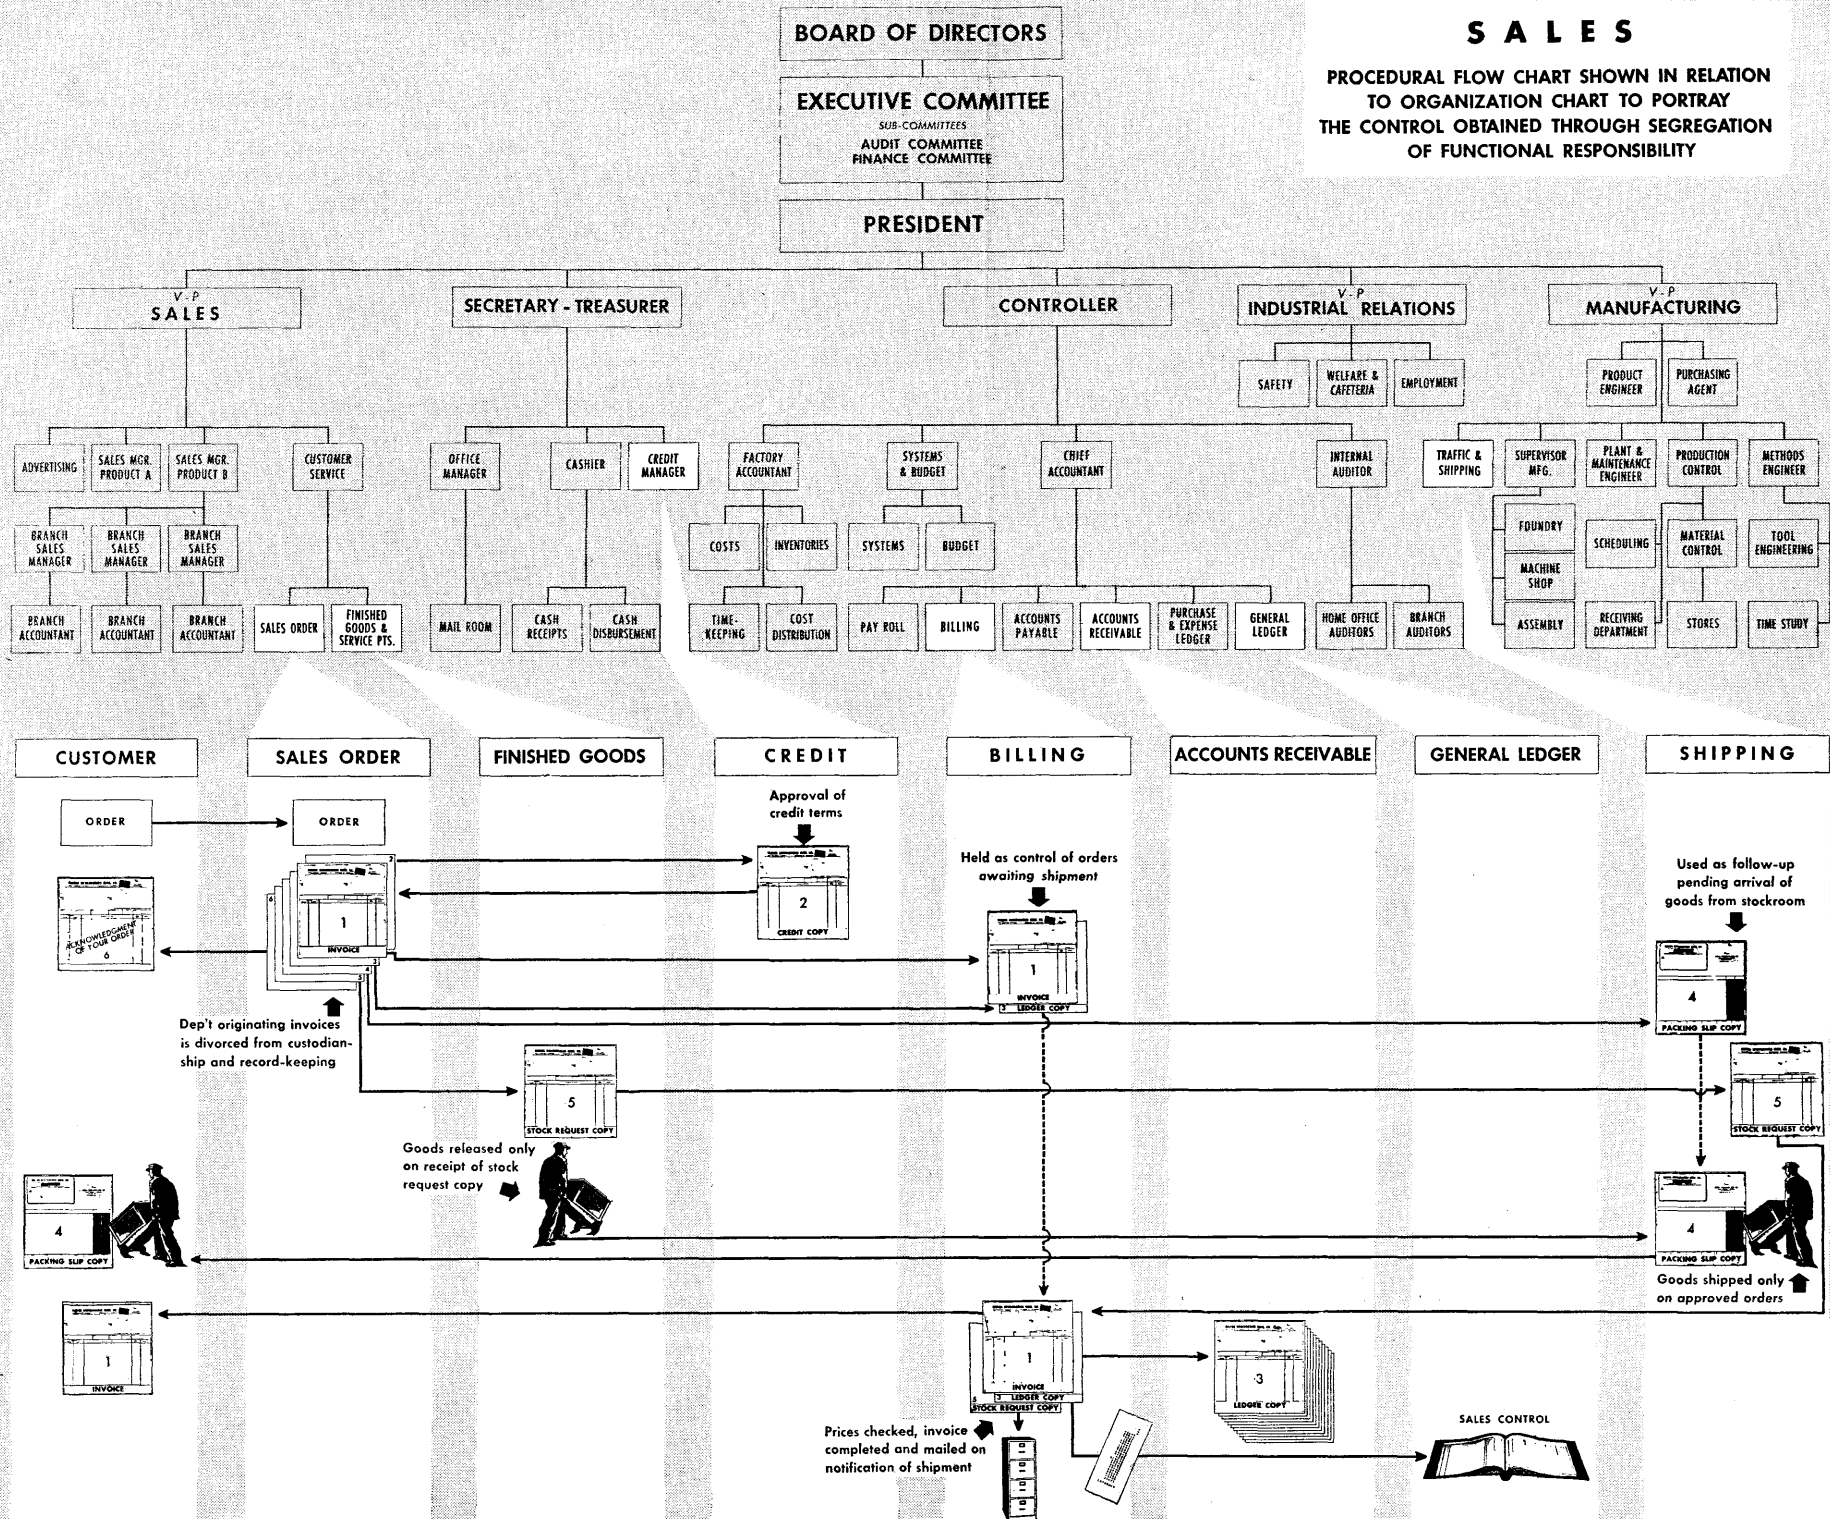 BOARD OF DIRECTORS
EXECUTIVE COMMITTEE
SUB-COMMITTEES
AUDIT COMMITTEE
FINANCE COMMITTEE
PRESIDENT
SALES
PROCEDURAL FLOW CHART SHOWN IN RELATION
TO ORGANIZATION CHART TO PORTRAY
THE CONTROL OBTAINED THROUGH SEGREGATION
OF FUNCTIONAL RESPONSIBILITY
V-P
SALES
SECRETARY - TREASURER
CONTROLLER
V-P
INDUSTRIAL RELATIONS
V-P
MANUFACTURING
SAFETY
WELFARE &
CAFETERIA
EMPLOYMENT
PRODUCT
ENGINEER
PURCHASING
AGENT
ADVERTISING
SALES MGR.
PRODUCT A
SALES MGR.
PRODUCT B
CUSTOMER
SERVICE
OFFICE
MANAGER
CASHIER
CREDIT
MANAGER
FACTORY
ACCOUNTANT
SYSTEMS
& BUDGET
CHIEF
ACCOUNTANT
INTERNAL
AUDITOR
TRAFFIC &
SHIPPING
SUPERVISOR
MFG.
PLANT &
MAINTENANCE
ENGINEER
PRODUCTION
CONTROL
METHODS
ENGINEER
BRANCH
SALES
MANAGER
BRANCH
SALES
MANAGER
BRANCH
SALES
MANAGER
COSTS
INVENTORIES
SYSTEMS
BUDGET
FOUNDRY
SCHEDULING
MATERIAL
CONTROL
TOOL
ENGINEERING
MACHINE
SHOP
BRANCH
ACCOUNTANT
BRANCH
ACCOUNTANT
BRANCH
ACCOUNTANT
SALES ORDER
FINISHED
GOODS &
SERVICE PTS.
MAIL ROOM
CASH
RECEIPTS
CASH
DISBURSEMENT
TIME-
KEEPING
COST
DISTRIBUTION
PAY ROLL
BILLING
ACCOUNTS
PAYABLE
ACCOUNTS
RECEIVABLE
PURCHASE
& EXPENSE
LEDGER
GENERAL
LEDGER
HOME OFFICE
AUDITORS
BRANCH
AUDITORS
ASSEMBLY
RECEIVING
DEPARTMENT
STORES
TIME STUDY
CUSTOMER
SALES ORDER
FINISHED GOODS
CREDIT
BILLING
ACCOUNTS RECEIVABLE
GENERAL LEDGER
SHIPPING
ORDER
ORDER
Approval of
credit terms
2
CREDIT COPY
Held as control of orders
awaiting shipment
Used as follow-up
pending arrival of
goods from stockroom
ACKNOWLEDGMENT
OF YOUR ORDER
6
2
6
1
INVOICE
3
4
5
1
INVOICE
3 LEDGER COPY
4
PACKING SLIP COPY
Dep't originating invoices
is divorced from custodian-
ship and record-keeping
5
STOCK REQUEST COPY
5
STOCK REQUEST COPY
Goods released only
on receipt of stock
request copy
4
PACKING SLIP COPY
4
PACKING SLIP COPY
Goods shipped only
on approved orders
1
INVOICE
1
INVOICE
3 LEDGER COPY
5
STOCK REQUEST COPY
3
LEDGER COPY
Prices checked, invoice
completed and mailed on
notification of shipment
SALES CONTROL